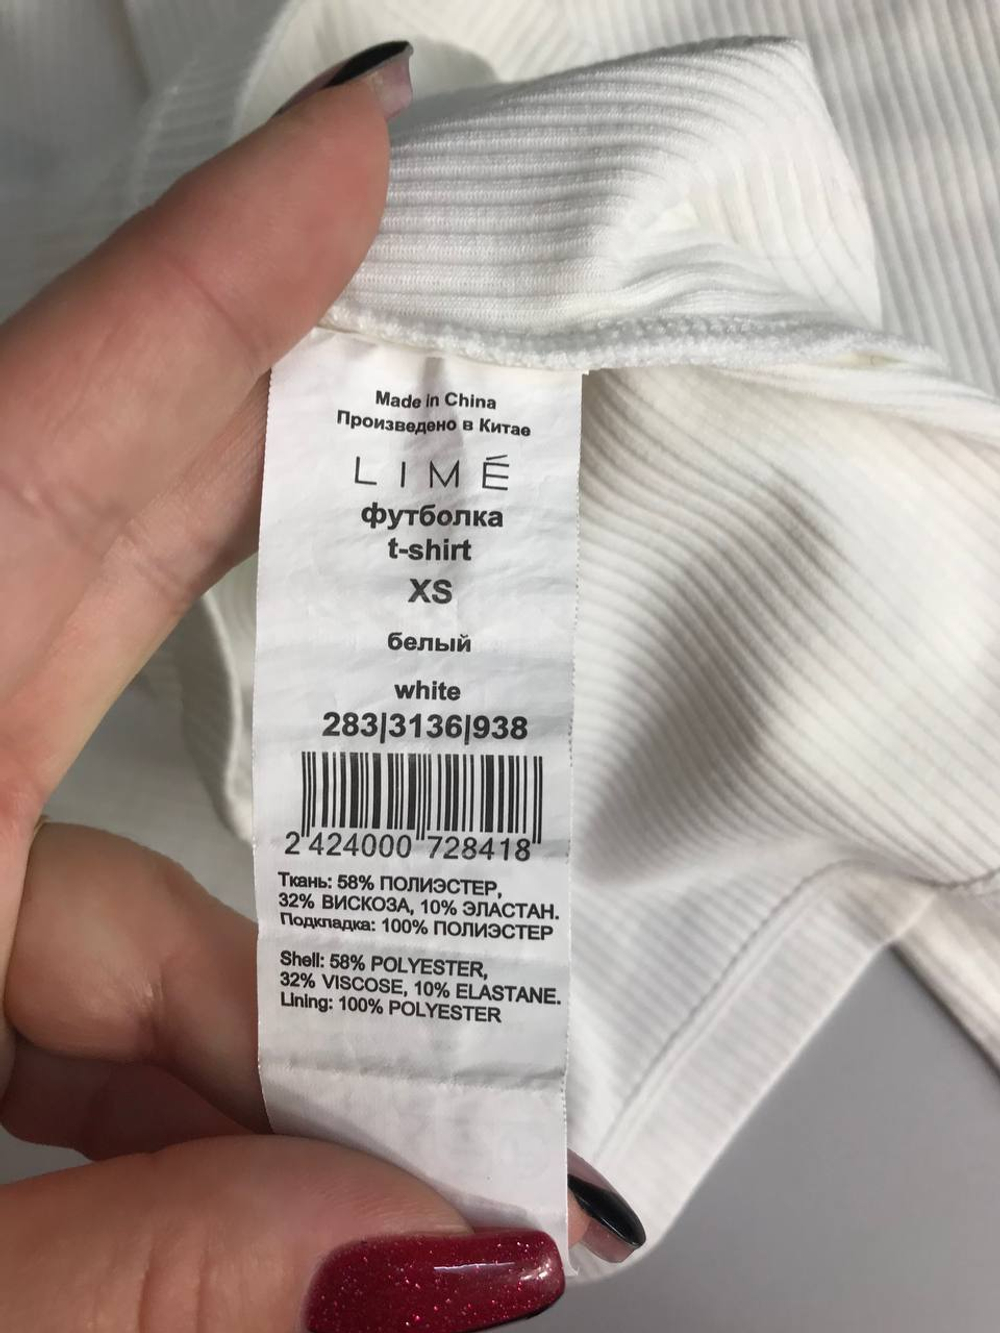 Made in China
Произведено в Китае
LIMÉ
футболка
t-shirt
XS
белый
white
283|3136|938
2 424000 728418
Ткань: 58% ПОЛИЭСТЕР,
32% ВИСКОЗА, 10% ЭЛАСТАН.
Подкладка: 100% ПОЛИЭСТЕР
Shell: 58% POLYESTER,
32% VISCOSE, 10% ELASTANE.
Lining: 100% POLYESTER